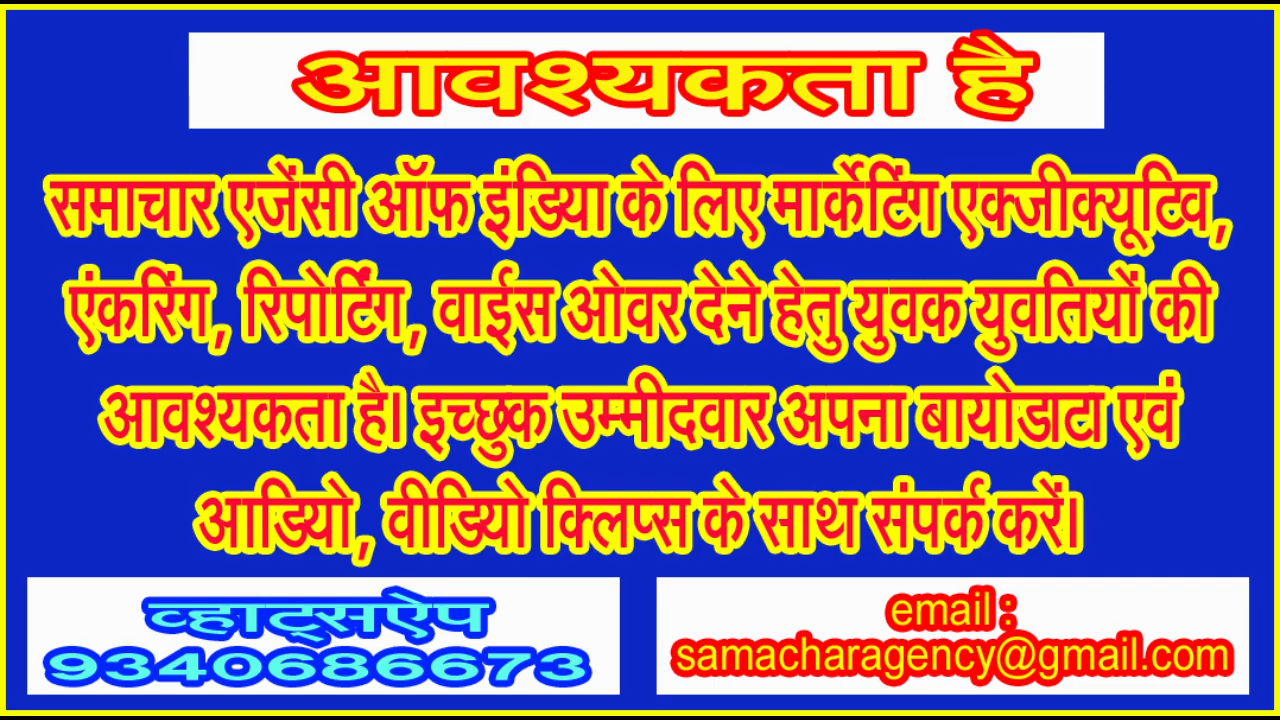 आवश्यकता है
समाचार एजेंसी ऑफ इंडिया के लिए मार्केटिंग एक्जीक्यूटिव,
एंकरिंग, रिपोर्टिंग, वाईस ओवर देने हेतु युवक युवतियों की
आवश्यकता है। इच्छुक उम्मीदवार अपना बायोडाटा एवं
आडियो, वीडियो क्लिप्स के साथ संपर्क करें।
व्हाट्सऐप
9340686673
email :
samacharagency@gmail.com